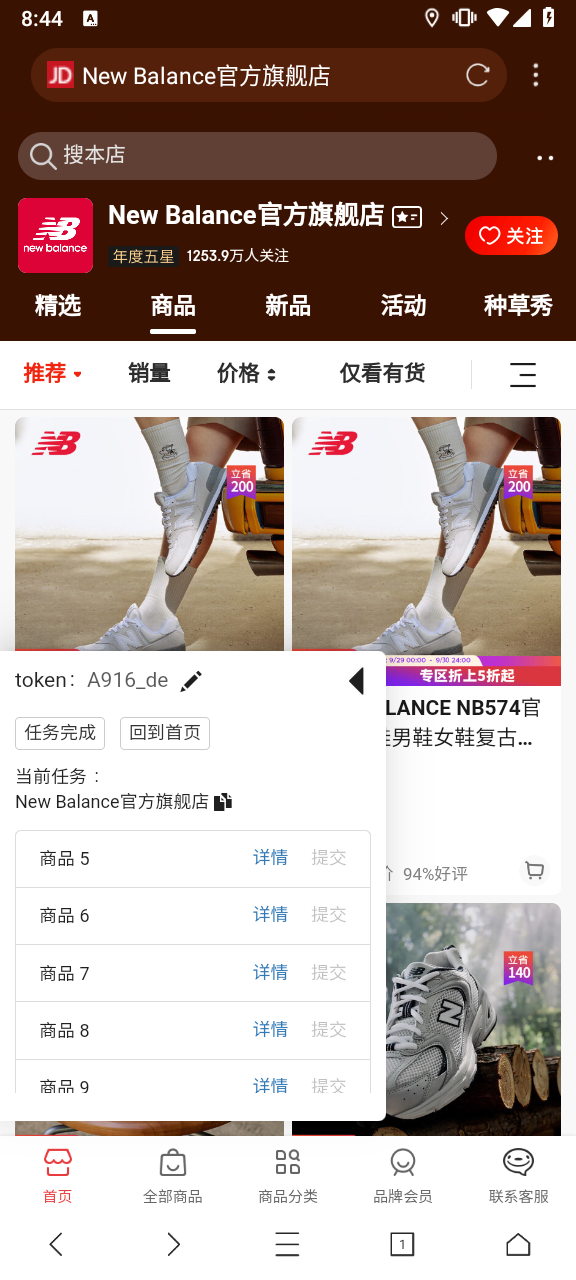 8:44
A
JD New Balance官方旗舰店
搜本店
new balance
New Balance官方旗舰店
年度五星 1253.9万人关注
关注
精选 商品 新品 活动 种草秀
推荐 销量 价格 仅看有货
立省 200
立省 200
9/29 00:00 - 9/30 24:00
专区折上5折起
LANCE NB574官
男鞋女鞋复古...
94%好评
立省 140
token: A916_de
任务完成 回到首页
当前任务：
New Balance官方旗舰店
商品 5 详情 提交
商品 6 详情 提交
商品 7 详情 提交
商品 8 详情 提交
商品 9 详情 提交
首页 全部商品 商品分类 品牌会员 联系客服
1